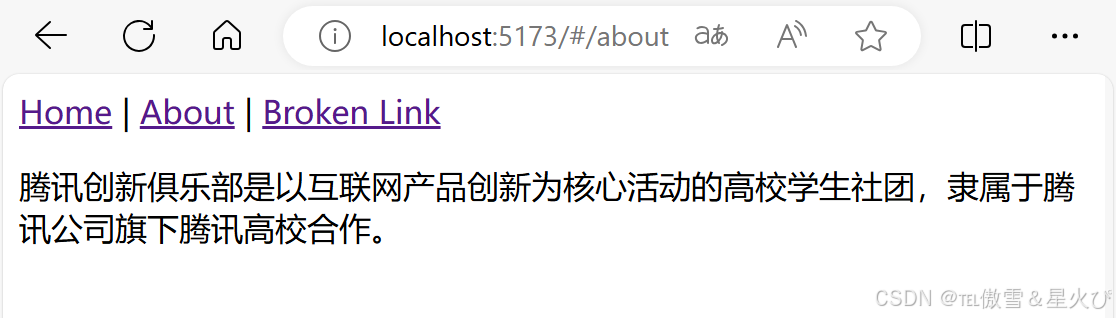 localhost:5173/#/about
Home | About | Broken Link
腾讯创新俱乐部是以互联网产品创新为核心活动的高校学生社团，隶属于腾
讯公司旗下腾讯高校合作。
CSDN @℡傲雪＆星火び